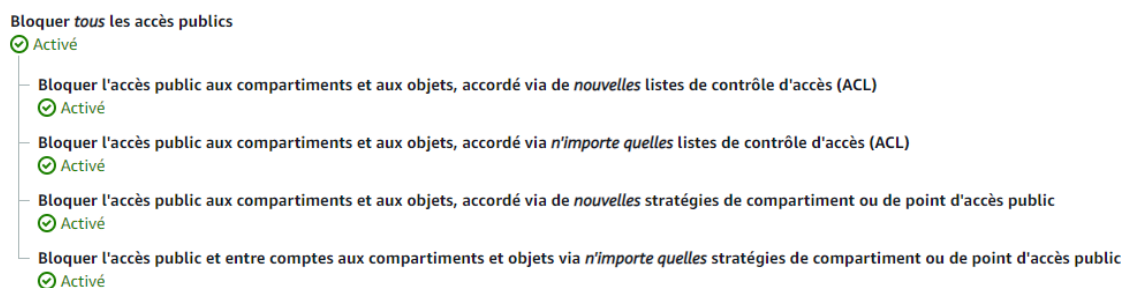 Bloquer tous les accès publics
Activé
Bloquer l'accès public aux compartiments et aux objets, accordé via de nouvelles listes de contrôle d'accès (ACL)
Activé
Bloquer l'accès public aux compartiments et aux objets, accordé via n'importe quelles listes de contrôle d'accès (ACL)
Activé
Bloquer l'accès public aux compartiments et aux objets, accordé via de nouvelles stratégies de compartiment ou de point d'accès public
Activé
Bloquer l'accès public et entre comptes aux compartiments et objets via n'importe quelles stratégies de compartiment ou de point d'accès public
Activé